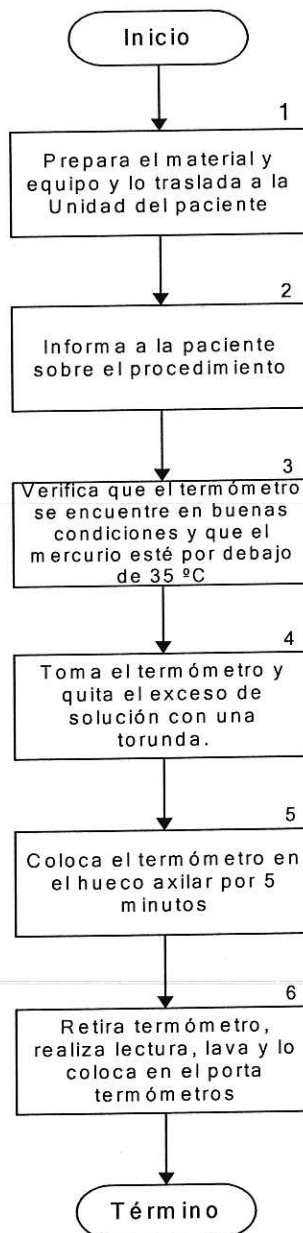 Inicio
1
Prepara el material y
equipo y lo traslada a la
Unidad del paciente
2
Informa a la paciente
sobre el procedimiento
3
Verifica que el termómetro
se encuentre en buenas
condiciones y que el
mercurio esté por debajo
de 35 ºC
4
Toma el termómetro y
quita el exceso de
solución con una
torunda.
5
Coloca el termómetro en
el hueco axilar por 5
minutos
6
Retira termómetro,
realiza lectura, lava y lo
coloca en el porta
termómetros
Término